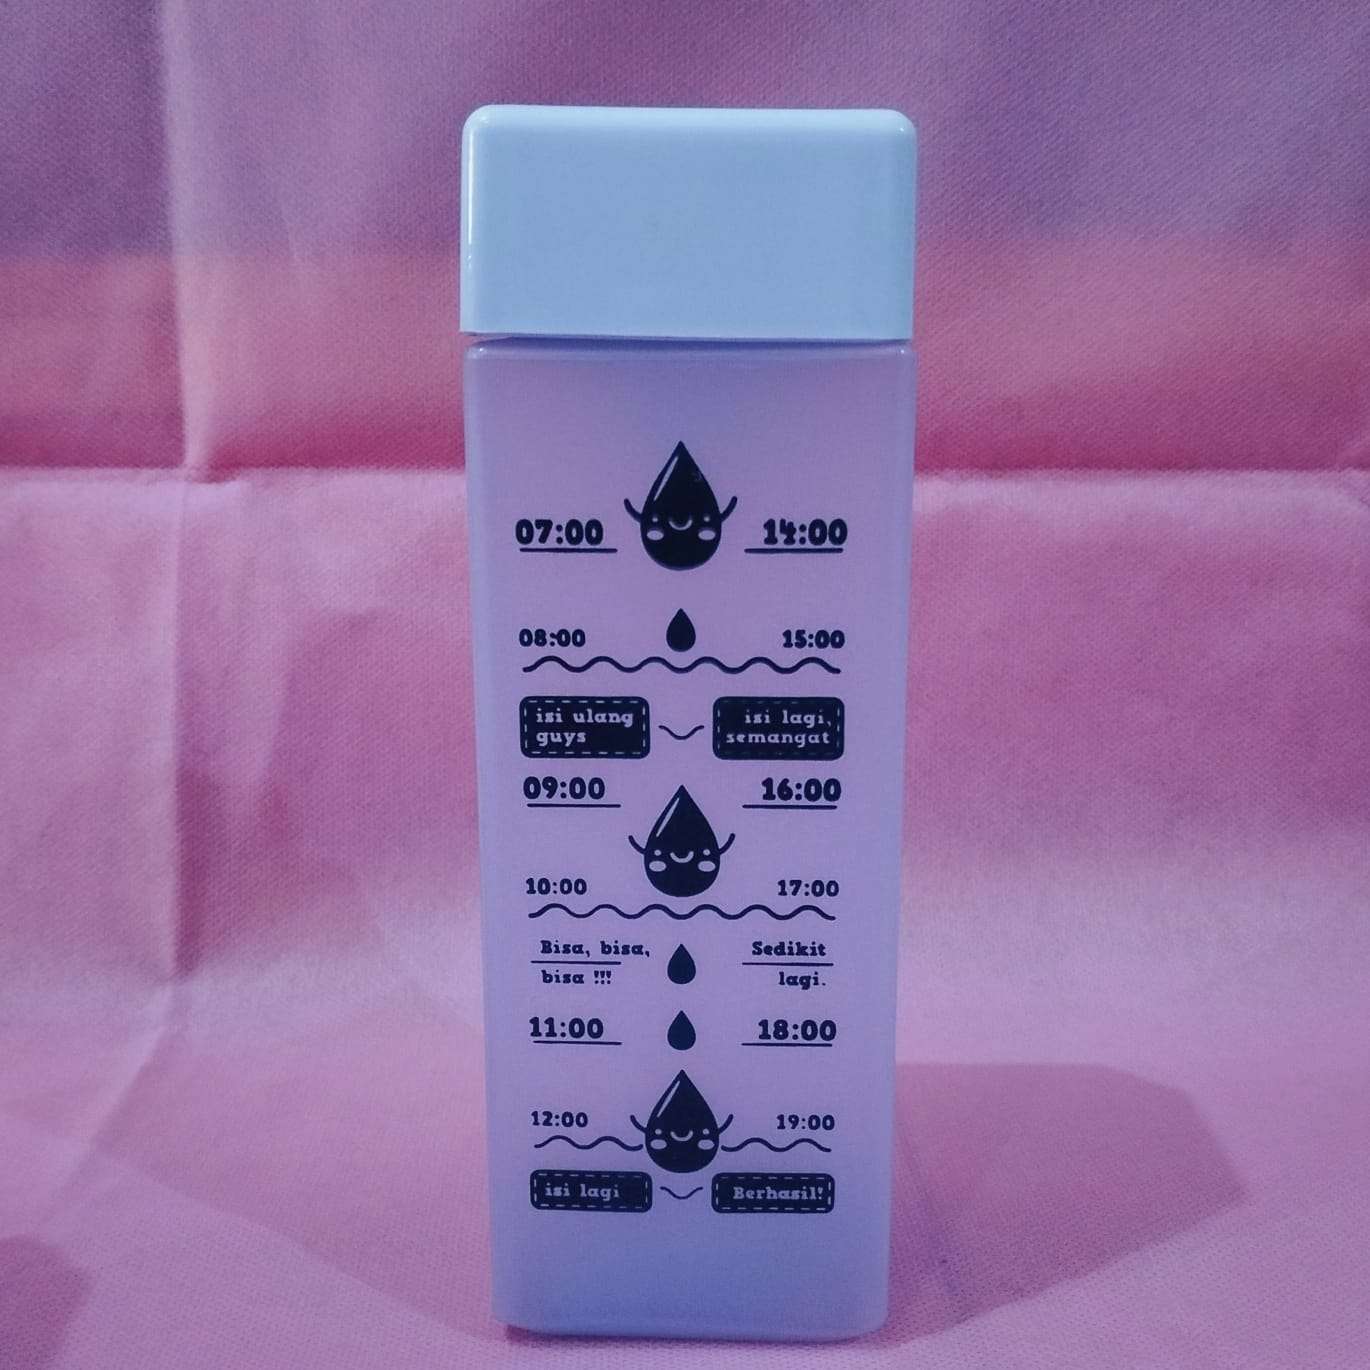 07:00 14:00
08:00 15:00
isi ulang
guys
isi lagi,
semangat
09:00 16:00
10:00 17:00
Bisa, bisa,
bisa !!!
Sedikit
lagi.
11:00 18:00
12:00 19:00
isi lagi
Berhasil!